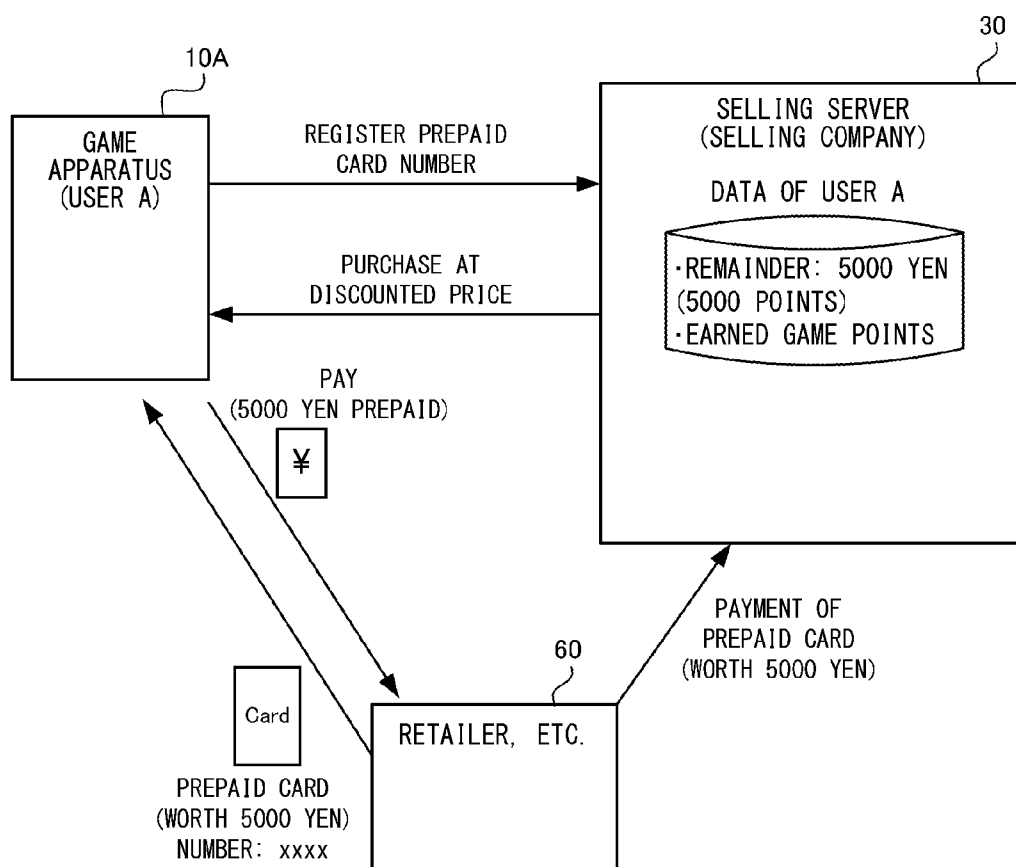 10A
30
GAME
APPARATUS
(USER A)
REGISTER PREPAID
CARD NUMBER
SELLING SERVER
(SELLING COMPANY)
DATA OF USER A
·REMAINDER: 5000 YEN
(5000 POINTS)
·EARNED GAME POINTS
PURCHASE AT
DISCOUNTED PRICE
PAY
(5000 YEN PREPAID)
¥
PAYMENT OF
PREPAID CARD
(WORTH 5000 YEN)
60
RETAILER, ETC.
Card
PREPAID CARD
(WORTH 5000 YEN)
NUMBER: xxxx